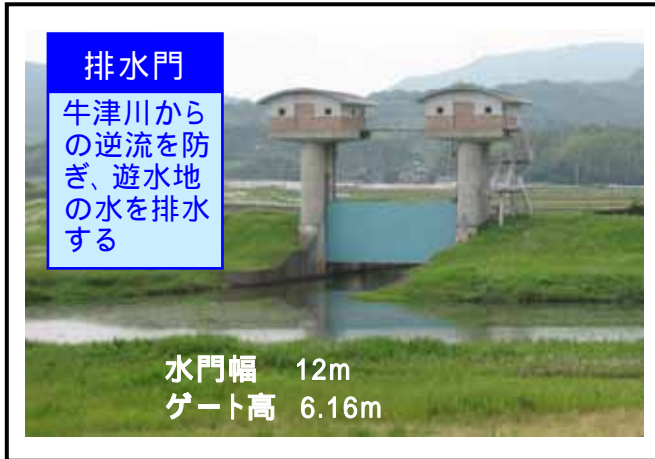 排水門
牛津川から
の逆流を防
ぎ、遊水地
の水を排水
する
水門幅　12m
ゲート高　6.16m